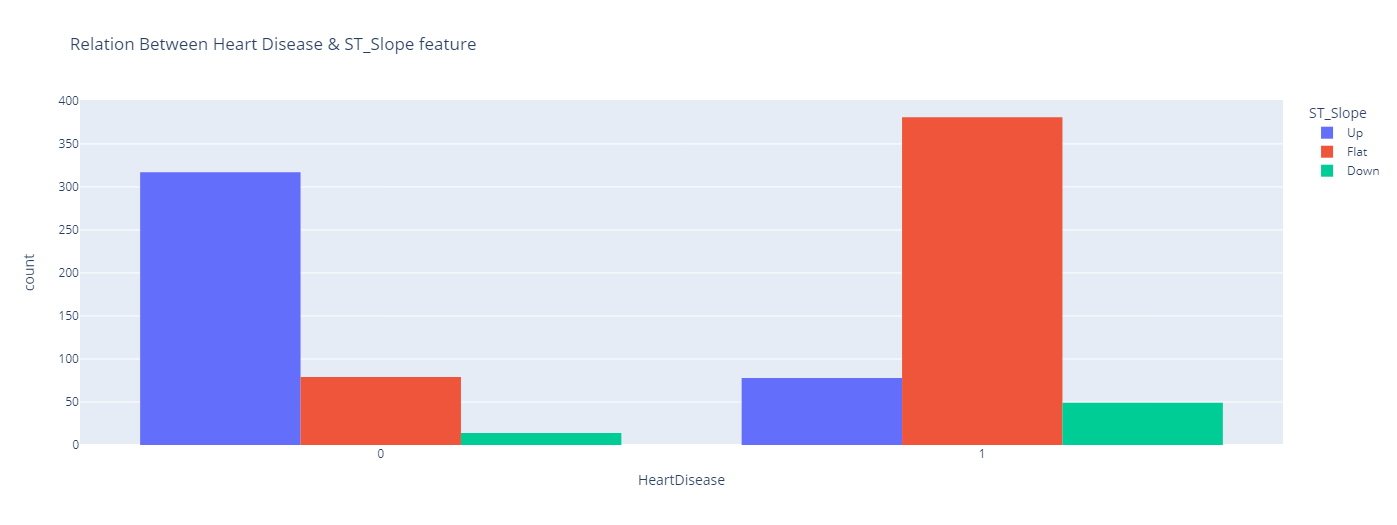 Relation Between Heart Disease & ST_Slope feature
400
350
300
250
200
150
100
50
0
count
0
1
HeartDisease
ST_Slope
Up
Flat
Down